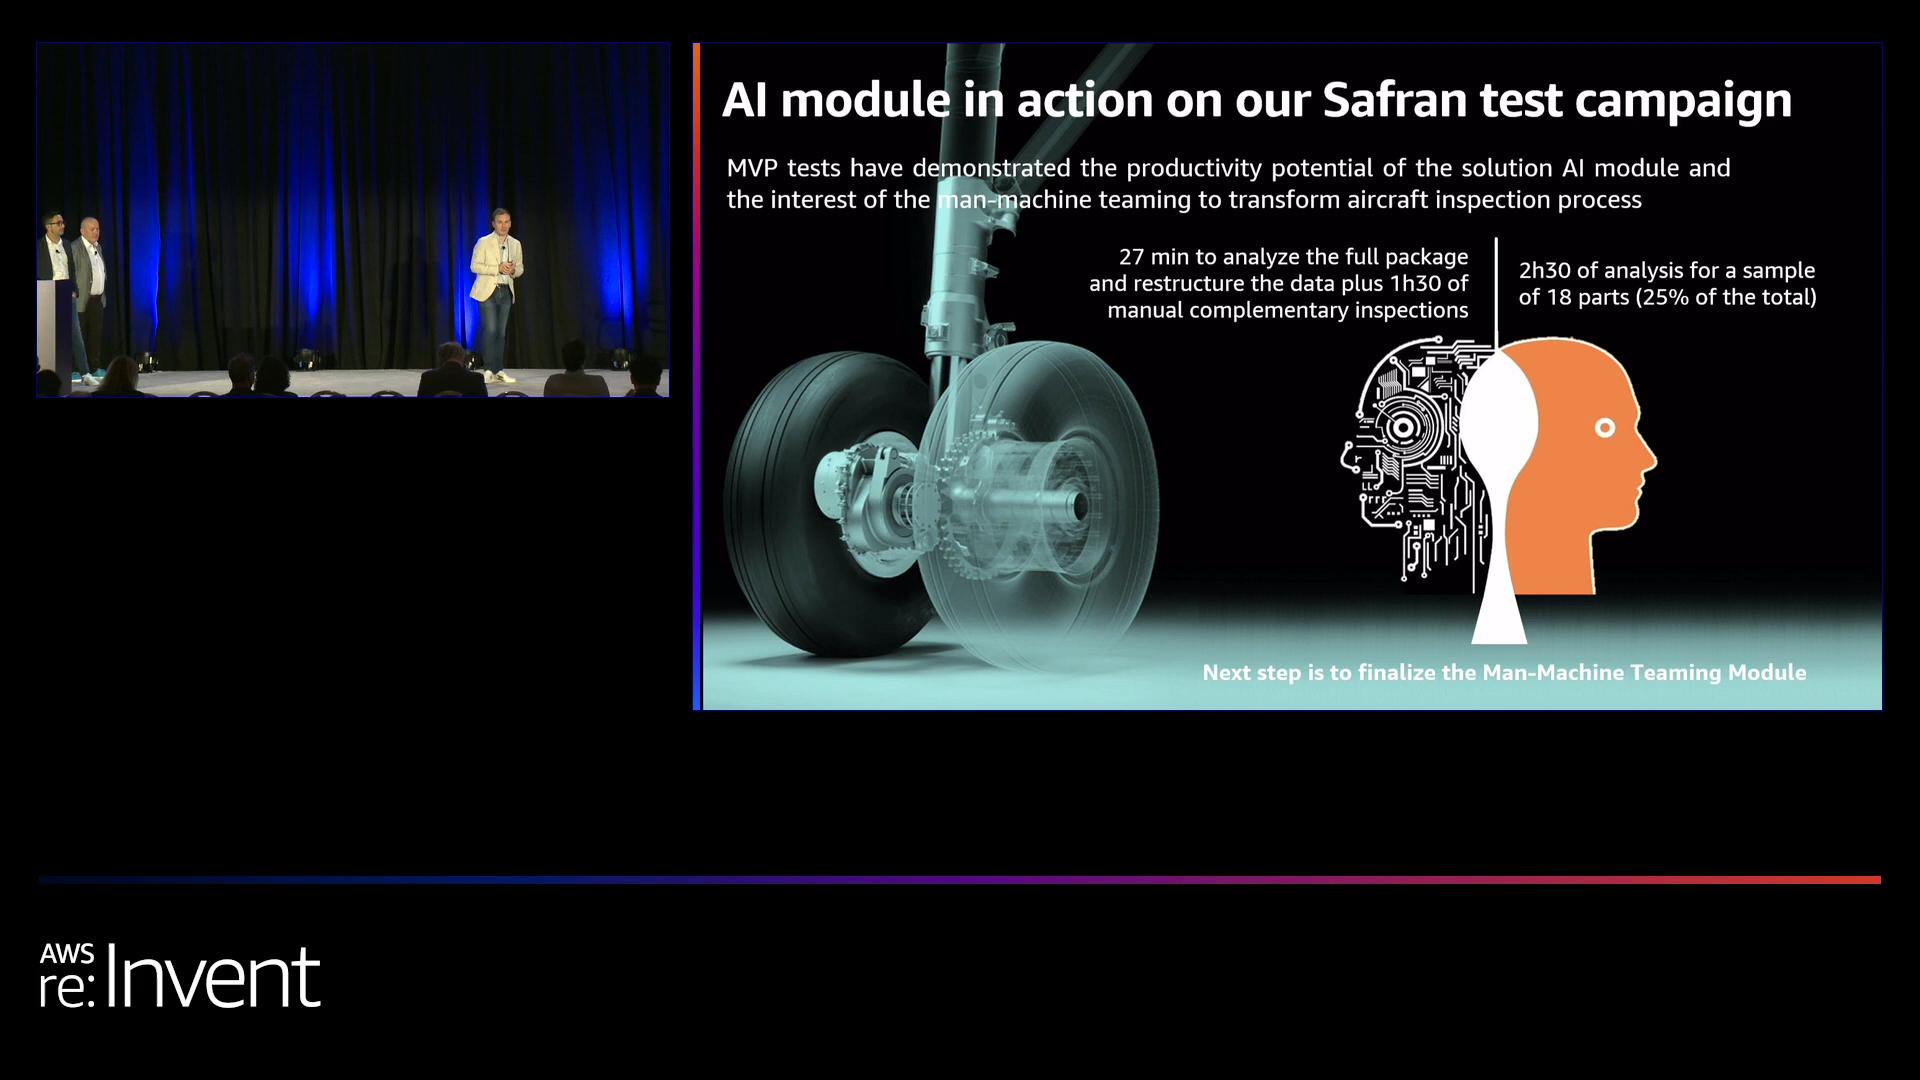 AI module in action on our Safran test campaign
MVP tests have demonstrated the productivity potential of the solution AI module and
the interest of the man-machine teaming to transform aircraft inspection process
27 min to analyze the full package
and restructure the data plus 1h30 of
manual complementary inspections
2h30 of analysis for a sample
of 18 parts (25% of the total)
Next step is to finalize the Man-Machine Teaming Module
AWS
re:Invent